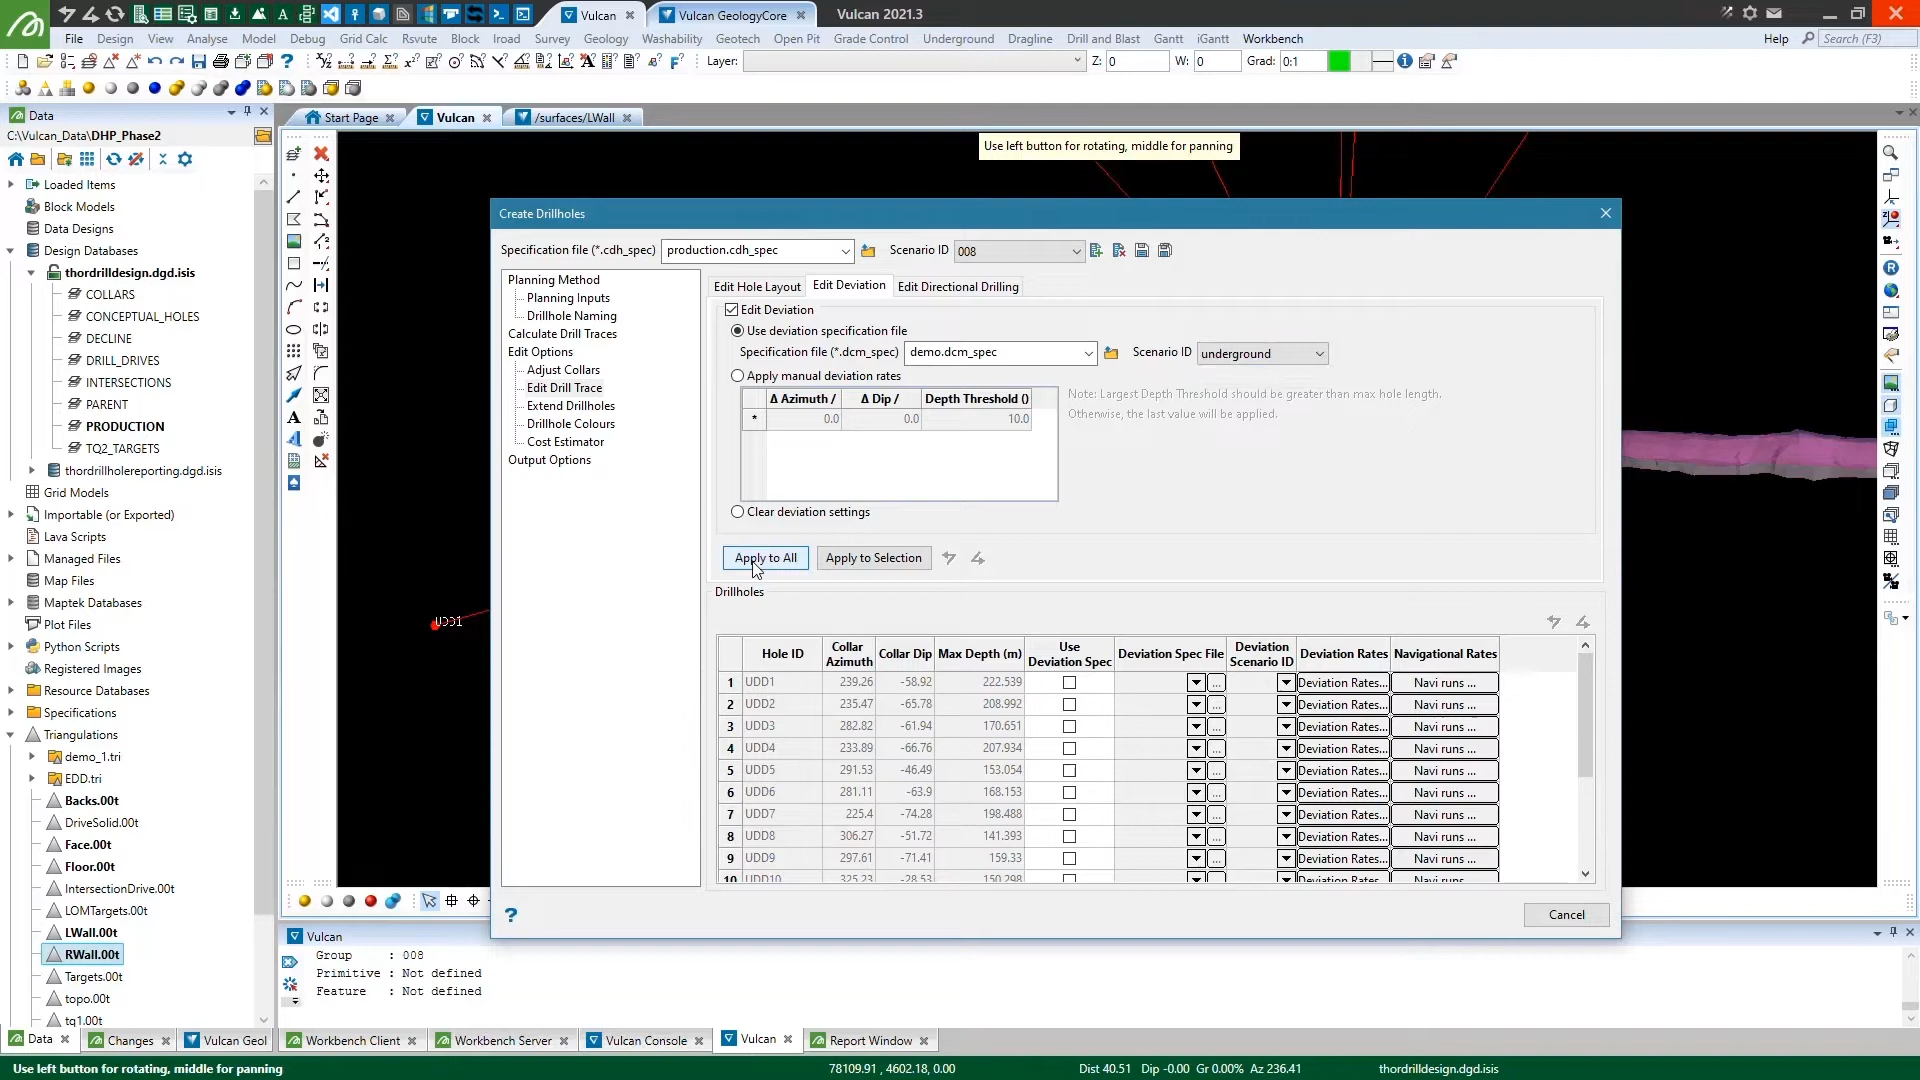 Vulcan
Vulcan GeologyCore
Vulcan 2021.3
File Design View Analyse Model Debug Grid Calc Rsvute Block Iroad Survey Geology Washability Geotech Open Pit Grade Control Underground Dragline Drill and Blast Gantt iGantt Workbench Help Search (F3)
Layer: Z: 0 W: 0 Grad: 0:1
Data
C:\Vulcan_Data\DHP_Phase2
Loaded Items
Block Models
Data Designs
Design Databases
thordrilldesign.dgd.isis
COLLARS
CONCEPTUAL_HOLES
DECLINE
DRILL_DRIVES
INTERSECTIONS
PARENT
PRODUCTION
TQ2_TARGETS
thordrillholereporting.dgd.isis
Grid Models
Importable (or Exported)
Lava Scripts
Managed Files
Map Files
Maptek Databases
Plot Files
Python Scripts
Registered Images
Resource Databases
Specifications
Triangulations
demo_1.tri
EDD.tri
Backs.00t
DriveSolid.00t
Face.00t
Floor.00t
IntersectionDrive.00t
LOMTargets.00t
LWall.00t
RWall.00t
Targets.00t
topo.00t
tq1.00t
Start Page Vulcan /surfaces/LWall
Use left button for rotating, middle for panning
UDD1
Create Drillholes
Specification file (*.cdh_spec) production.cdh_spec Scenario ID 008
Planning Method
Planning Inputs
Drillhole Naming
Calculate Drill Traces
Edit Options
Adjust Collars
Edit Drill Trace
Extend Drillholes
Drillhole Colours
Cost Estimator
Output Options
Edit Hole Layout Edit Deviation Edit Directional Drilling
Edit Deviation
Use deviation specification file
Specification file (*.dcm_spec) demo.dcm_spec Scenario ID underground
Apply manual deviation rates
Δ Azimuth / Δ Dip / Depth Threshold ()
* 0.0 0.0 10.0
Note: Largest Depth Threshold should be greater than max hole length.
Otherwise, the last value will be applied.
Clear deviation settings
Apply to All Apply to Selection
Drillholes
Hole ID Collar Azimuth Collar Dip Max Depth (m) Use Deviation Spec Deviation Spec File Deviation Scenario ID Deviation Rates Navigational Rates
1 UDD1 239.26 -58.92 222.539 ... Deviation Rates... Navi runs ...
2 UDD2 235.47 -65.78 208.992 ... Deviation Rates... Navi runs ...
3 UDD3 282.82 -61.94 170.651 ... Deviation Rates... Navi runs ...
4 UDD4 233.89 -66.76 207.934 ... Deviation Rates... Navi runs ...
5 UDD5 291.53 -46.49 153.054 ... Deviation Rates... Navi runs ...
6 UDD6 281.11 -63.9 168.153 ... Deviation Rates... Navi runs ...
7 UDD7 225.4 -74.28 198.488 ... Deviation Rates... Navi runs ...
8 UDD8 306.27 -51.72 141.393 ... Deviation Rates... Navi runs ...
9 UDD9 297.61 -71.41 159.33 ... Deviation Rates... Navi runs ...
10 UDD10 325.23 -28.53 150.298 ... Deviation Rates... Navi runs ...
? Cancel
Vulcan
Group : 008
Primitive : Not defined
Feature : Not defined
Data Changes Vulcan Geol Workbench Client Workbench Server Vulcan Console Vulcan Report Window
Use left button for rotating, middle for panning 78109.91 , 4602.18, 0.00 Dist 40.51 Dip -0.00 Gr 0.00% Az 236.41 thordrilldesign.dgd.isis